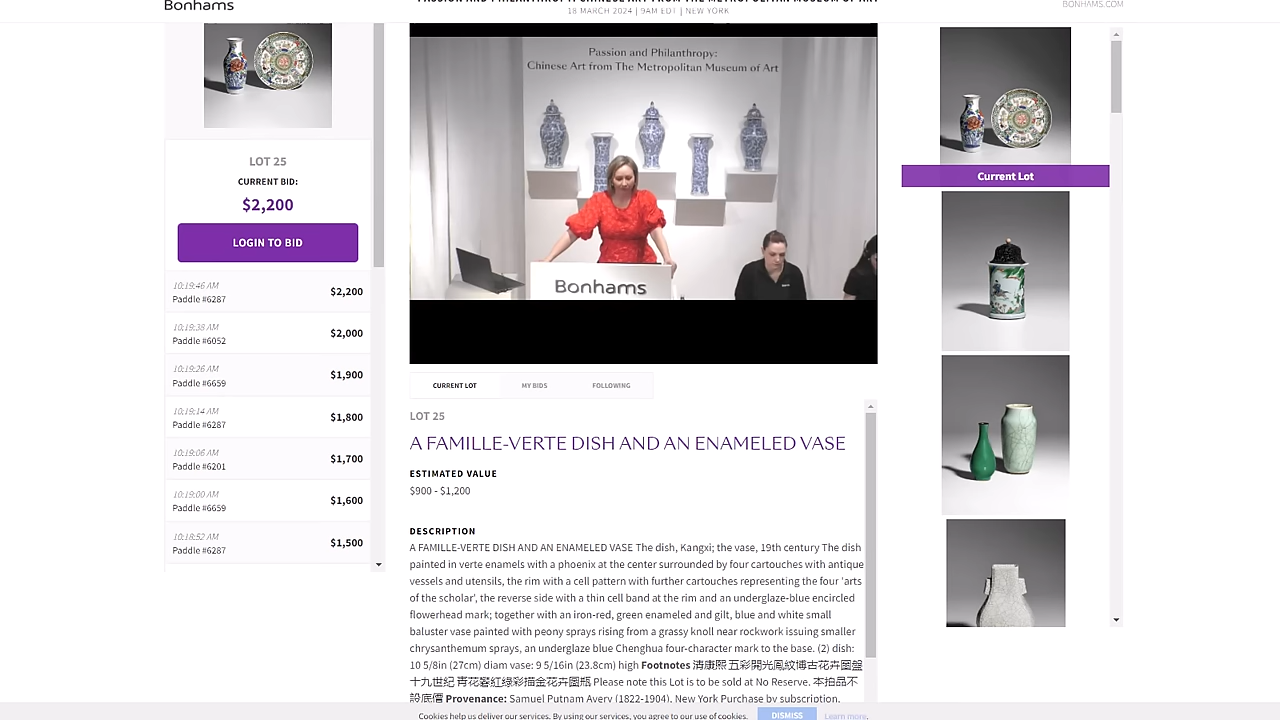 Bonhams
PASSION AND PHILANTHROPY: CHINESE ART FROM THE METROPOLITAN MUSEUM OF ART
18 MARCH 2024 | 9AM EDT | NEW YORK
BONHAMS.COM
LOT 25
CURRENT BID:
$2,200
LOGIN TO BID
10:19:46 AM
Paddle #6287
$2,200
10:19:38 AM
Paddle #6052
$2,000
10:19:26 AM
Paddle #6659
$1,900
10:19:14 AM
Paddle #6287
$1,800
10:19:06 AM
Paddle #6201
$1,700
10:19:00 AM
Paddle #6659
$1,600
10:18:52 AM
Paddle #6287
$1,500
Passion and Philanthropy:
Chinese Art from The Metropolitan Museum of Art
Bonhams
CURRENT LOT
MY BIDS
FOLLOWING
LOT 25
A FAMILLE-VERTE DISH AND AN ENAMELED VASE
ESTIMATED VALUE
$900 - $1,200
DESCRIPTION
A FAMILLE-VERTE DISH AND AN ENAMELED VASE The dish, Kangxi; the vase, 19th century The dish
painted in verte enamels with a phoenix at the center surrounded by four cartouches with antique
vessels and utensils, the rim with a cell pattern with further cartouches representing the four 'arts
of the scholar', the reverse side with a thin cell band at the rim and an underglaze-blue encircled
flowerhead mark; together with an iron-red, green enameled and gilt, blue and white small
baluster vase painted with peony sprays rising from a grassy knoll near rockwork issuing smaller
chrysanthemum sprays, an underglaze blue Chenghua four-character mark to the base. (2) dish:
10 5/8in (27cm) diam vase: 9 5/16in (23.8cm) high Footnotes 清康熙 五彩開光鳳紋博古花卉圖盤
十九世紀 青花礬紅綠彩描金花卉圖瓶 Please note this Lot is to be sold at No Reserve. 本拍品不
設底價 Provenance: Samuel Putnam Avery (1822-1904), New York Purchase by subscription,
Current Lot
Cookies help us deliver our services. By using our services, you agree to our use of cookies.
DISMISS
Learn more.